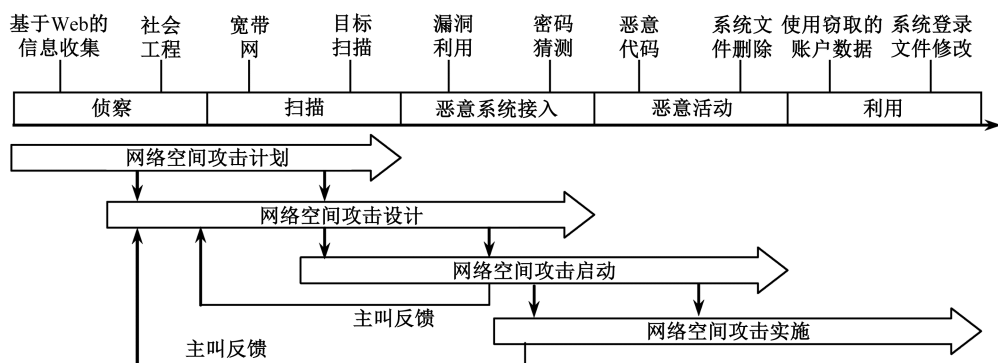 基于Web的 社会 宽带 目标 漏洞 密码 恶意 系统文 使用窃取的 系统登录
信息收集 工程 网 扫描 利用 猜测 代码 件删除 账户数据 文件修改
侦察 扫描 恶意系统接入 恶意活动 利用
网络空间攻击计划
网络空间攻击设计
网络空间攻击启动
主叫反馈
网络空间攻击实施
主叫反馈